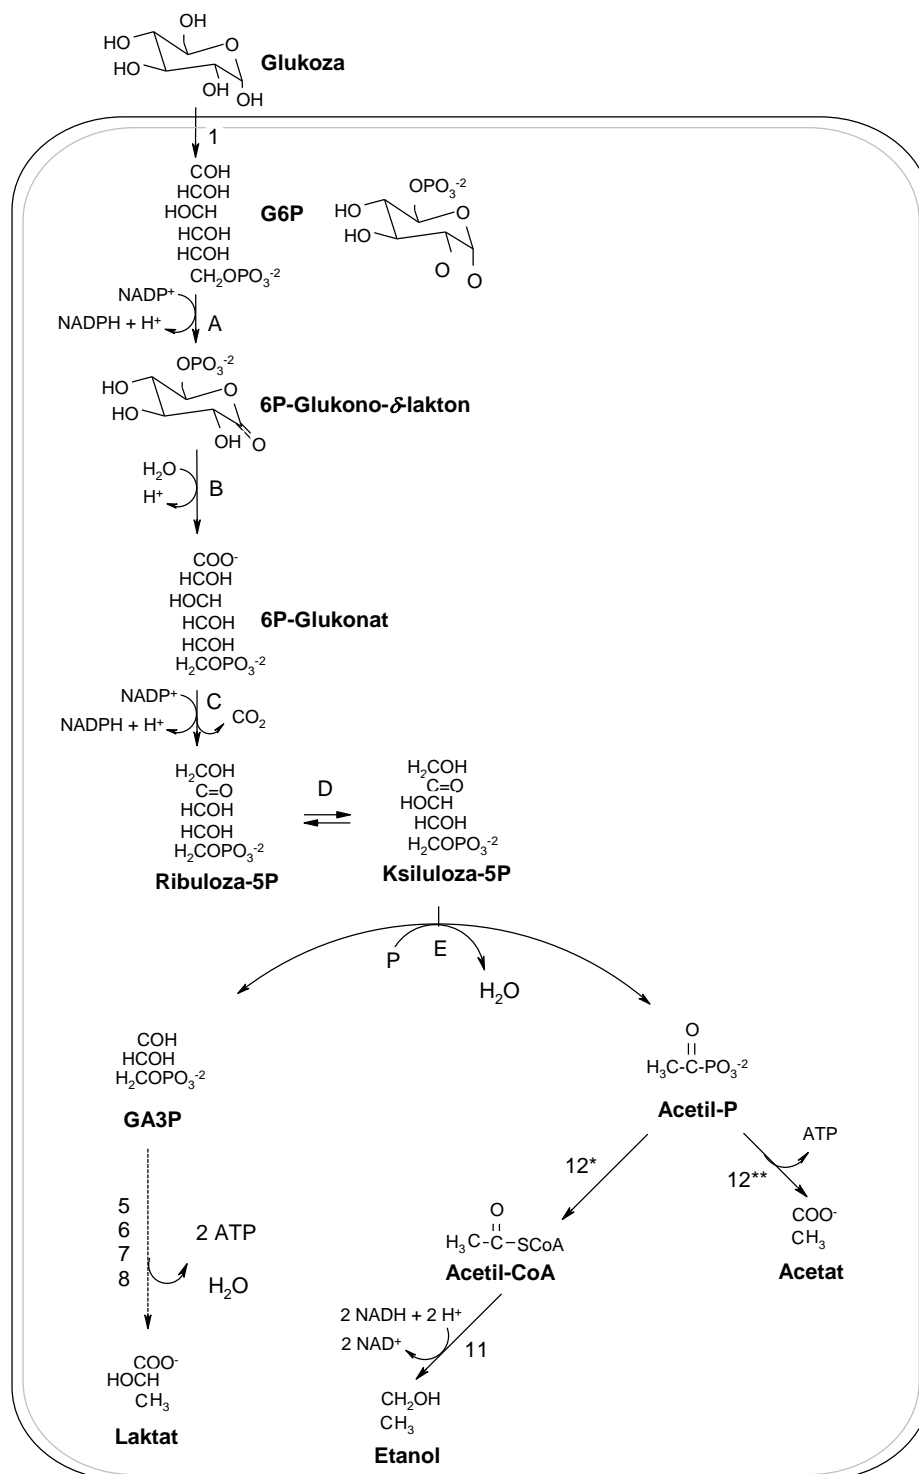 OH
HO
O
HO
OH
OH
Glukoza
1
COH
HCOH
HOCH
HCOH
HCOH
CH₂OPO₃⁻²
G6P
OPO₃⁻²
HO
O
HO
O
O
NADP⁺
NADPH + H⁺
A
OPO₃⁻²
HO
O
HO
OH
O
6P-Glukono-δ-lakton
H₂O
H⁺
B
COO⁻
HCOH
HOCH
HCOH
HCOH
H₂COPO₃⁻²
6P-Glukonat
NADP⁺
NADPH + H⁺
C
CO₂
H₂COH
C=O
HCOH
HCOH
H₂COPO₃⁻²
Ribuloza-5P
D
H₂COH
C=O
HOCH
HCOH
H₂COPO₃⁻²
Ksiluloza-5P
P
E
H₂O
COH
HCOH
H₂COPO₃⁻²
GA3P
O
H₃C-C-PO₃⁻²
Acetil-P
12*
12**
ATP
COO⁻
CH₃
Acetat
5
6
7
8
2 ATP
H₂O
O
H₃C-C-SCoA
Acetil-CoA
2 NADH + 2 H⁺
2 NAD⁺
11
COO⁻
HOCH
CH₃
Laktat
CH₂OH
CH₃
Etanol